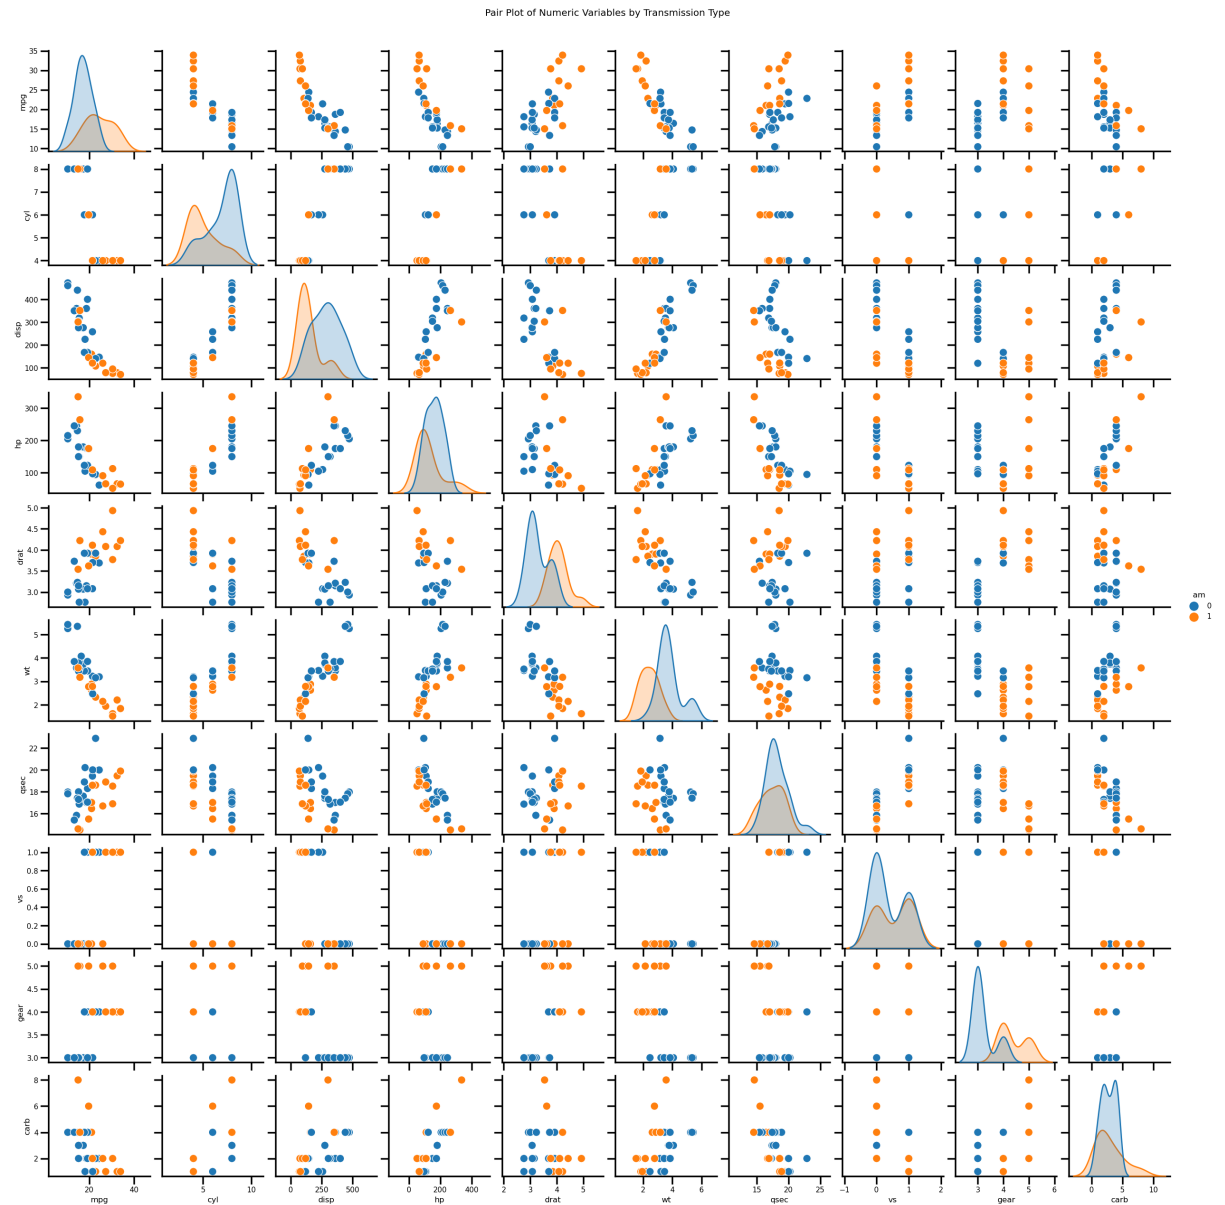 Pair Plot of Numeric Variables by Transmission Type
35
30
25
20
15
10
mpg
8
7
6
5
4
cyl
400
300
200
100
disp
300
200
100
hp
5.0
4.5
4.0
3.5
3.0
drat
5
4
3
2
wt
22
20
18
16
qsec
1.0
0.8
0.6
0.4
0.2
0.0
vs
5.0
4.5
4.0
3.5
3.0
gear
8
6
4
2
carb
20 40
mpg
5 10
cyl
0 250 500
disp
0 200 400
hp
2 3 4 5
drat
2 4 6
wt
15 20 25
qsec
−1 0 1 2
vs
3 4 5 6
gear
0 5 10
carb
am
0
1